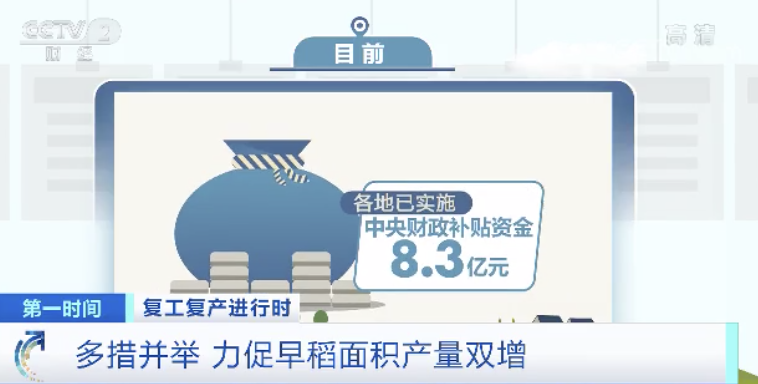 CCTV 2
财经
高清
目前
各地已实施
中央财政补贴资金
8.3亿元
第一时间 复工复产进行时
多措并举 力促早稻面积产量双增